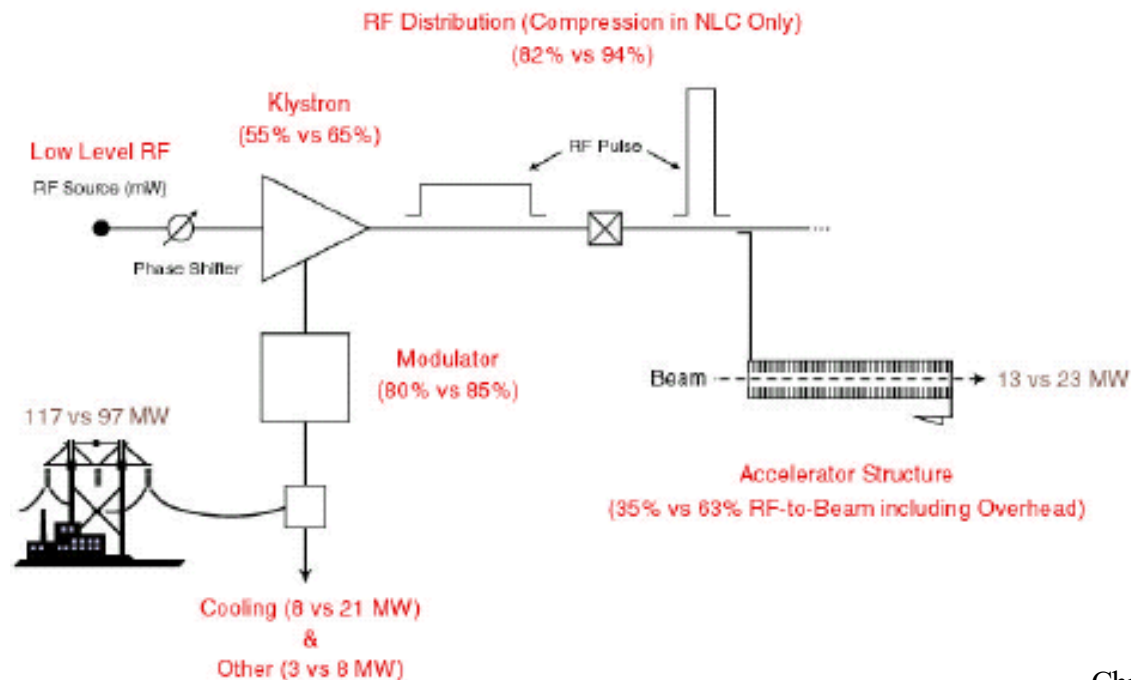 RF Distribution (Compression in NLC Only)
(82% vs 94%)
Klystron
(55% vs 65%)
RF Pulse
Low Level RF
RF Source (mW)
Phase Shifter
...
Modulator
(80% vs 85%)
Beam
13 vs 23 MW
117 vs 97 MW
Accelerator Structure
(35% vs 63% RF-to-Beam including Overhead)
Cooling (8 vs 21 MW)
&
Other (3 vs 8 MW)